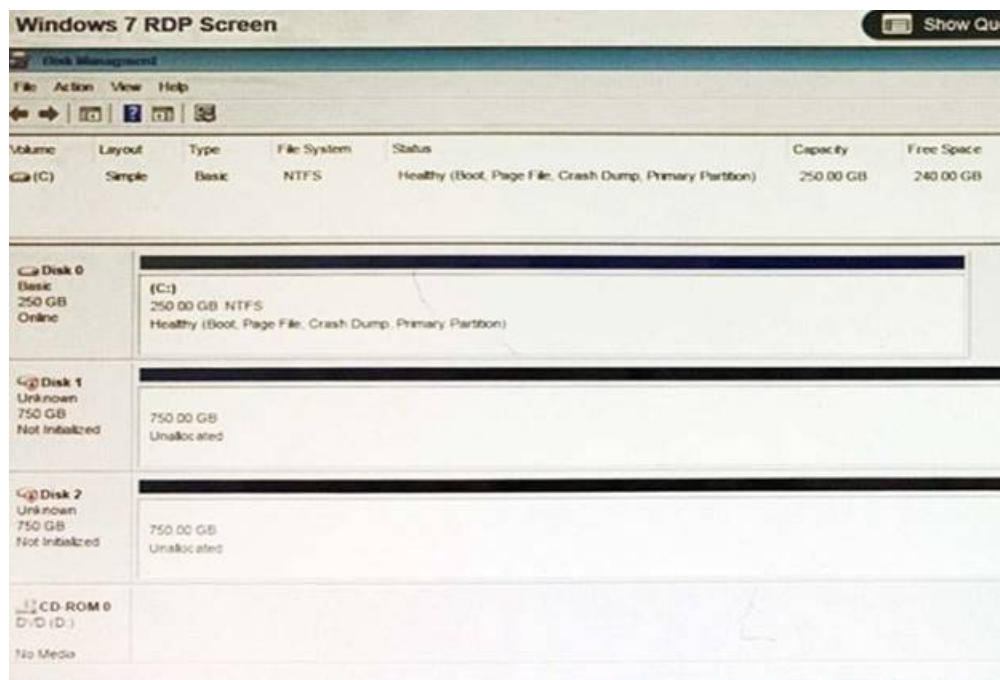 Windows 7 RDP Screen
Show Qu
Disk Managment
File Action View Help
Volume Layout Type File System Status Capacity Free Space
(C) Simple Basic NTFS Healthy (Boot, Page File, Crash Dump, Primary Partition) 250.00 GB 240.00 GB
Disk 0
Basic
250 GB
Online
(C:)
250.00 GB NTFS
Healthy (Boot, Page File, Crash Dump, Primary Partition)
Disk 1
Unknown
750 GB
Not Initialized
750.00 GB
Unallocated
Disk 2
Unknown
750 GB
Not Initialized
750.00 GB
Unallocated
CD-ROM 0
DVD (D:)
No Media